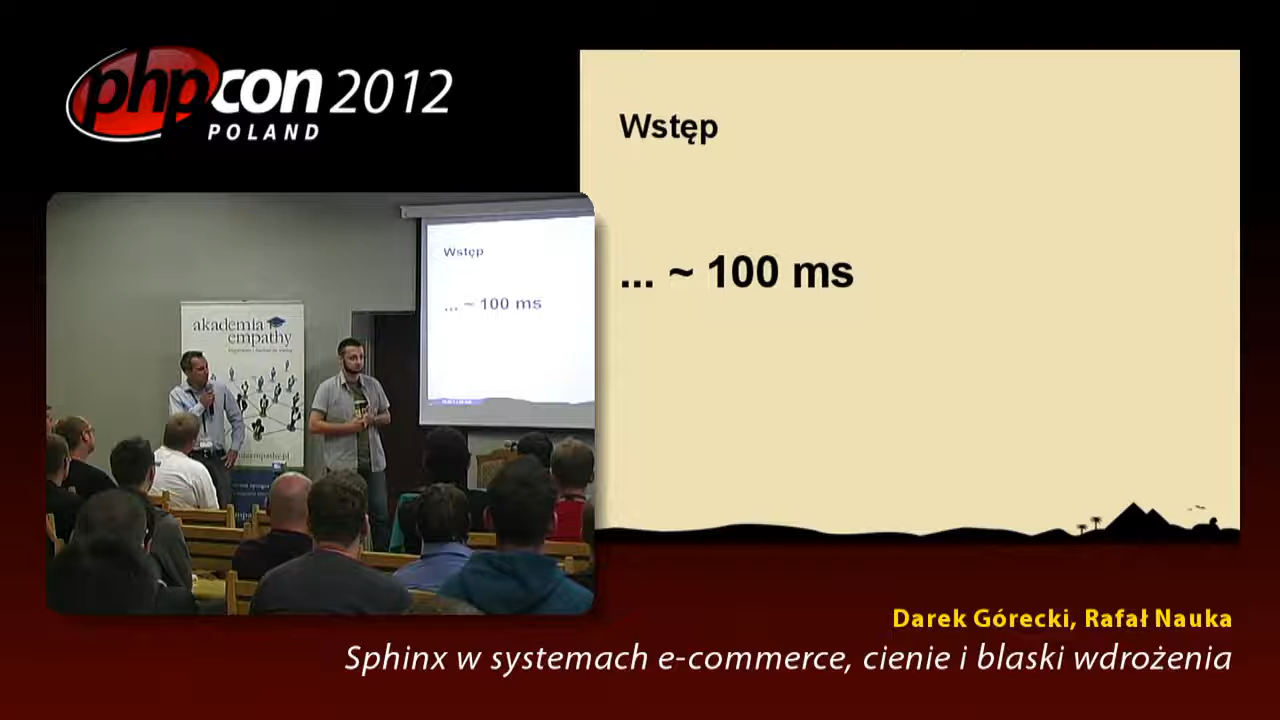 phpcon 2012
POLAND
Wstęp
... ~ 100 ms
Wstęp
... ~ 100 ms
akademia
empathy
Darek Górecki, Rafał Nauka
Sphinx w systemach e-commerce, cienie i blaski wdrożenia